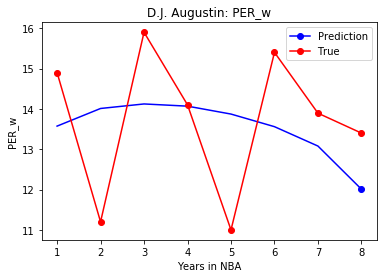 D.J. Augustin: PER_w
Prediction
True
16
15
14
13
12
11
PER_w
1 2 3 4 5 6 7 8
Years in NBA